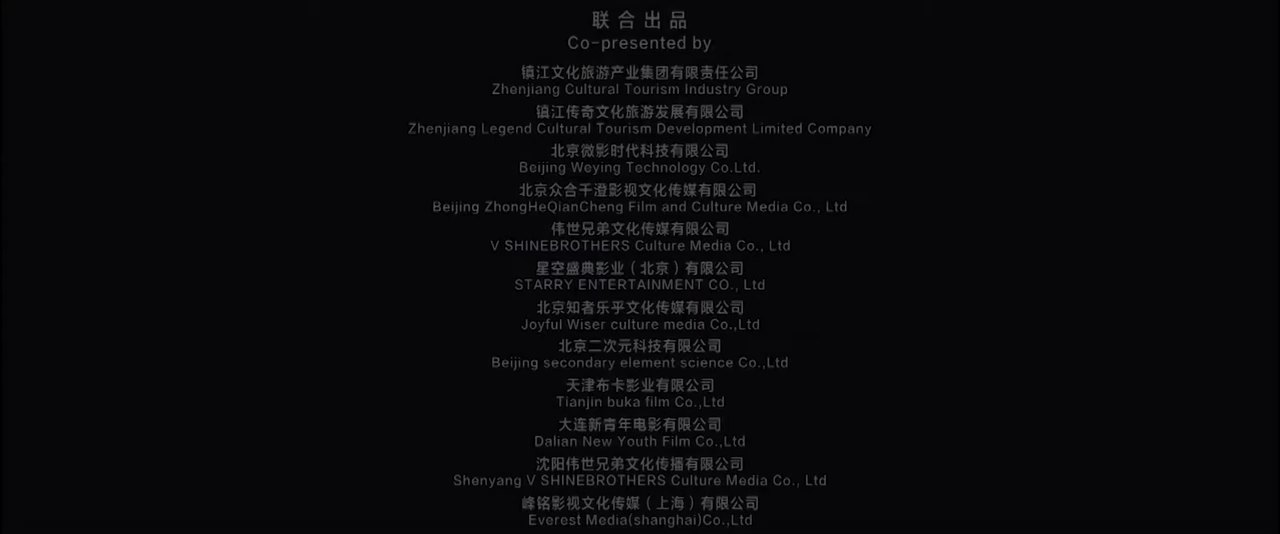 联合出品
Co-presented by
镇江文化旅游产业集团有限责任公司
Zhenjiang Cultural Tourism Industry Group
镇江传奇文化旅游发展有限公司
Zhenjiang Legend Cultural Tourism Development Limited Company
北京微影时代科技有限公司
Beijing Weying Technology Co.Ltd.
北京众合千澄影视文化传媒有限公司
Beijing ZhongHeQianCheng Film and Culture Media Co., Ltd
伟世兄弟文化传媒有限公司
V SHINEBROTHERS Culture Media Co., Ltd
星空盛典影业（北京）有限公司
STARRY ENTERTAINMENT CO., Ltd
北京知者乐乎文化传媒有限公司
Joyful Wiser culture media Co.,Ltd
北京二次元科技有限公司
Beijing secondary element science Co.,Ltd
天津布卡影业有限公司
Tianjin buka film Co.,Ltd
大连新青年电影有限公司
Dalian New Youth Film Co.,Ltd
沈阳伟世兄弟文化传播有限公司
Shenyang V SHINEBROTHERS Culture Media Co., Ltd
峰铭影视文化传媒（上海）有限公司
Everest Media(shanghai)Co.,Ltd